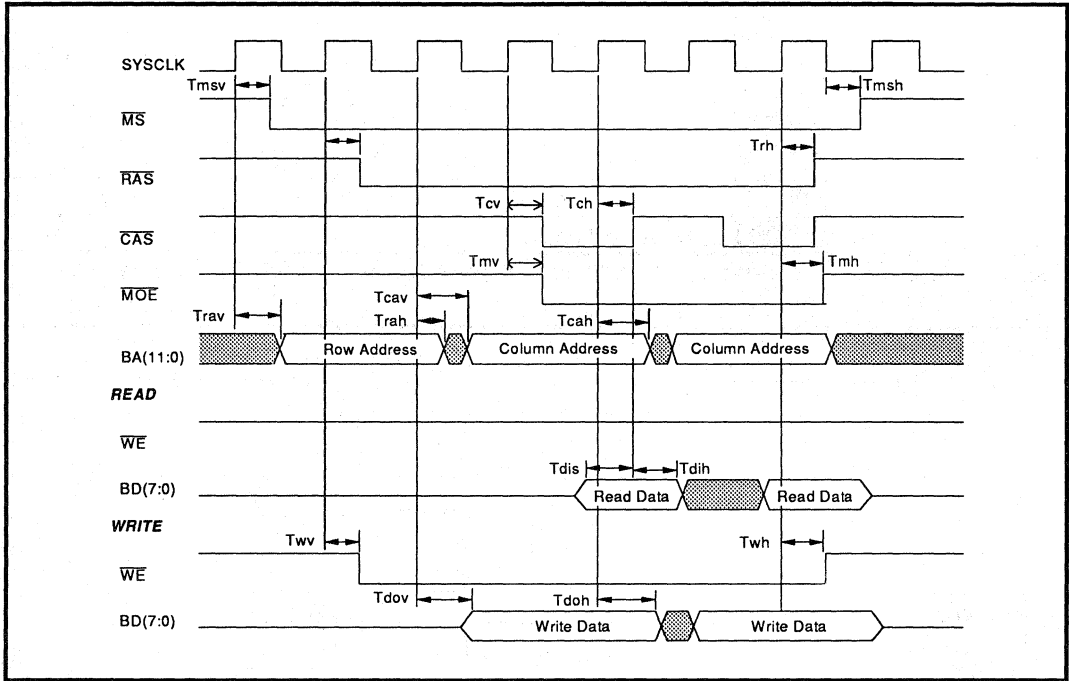 SYSCLK
Tmsv Tmsh
MS
Trh
RAS
Tcv Tch
CAS
Tmv Tmh
MOE
Tcav
Trav Trah Tcah
BA(11:0) Row Address Column Address Column Address
READ
WE
Tdis Tdih
BD(7:0) Read Data Read Data
WRITE
Twv Twh
WE
Tdov Tdoh
BD(7:0) Write Data Write Data